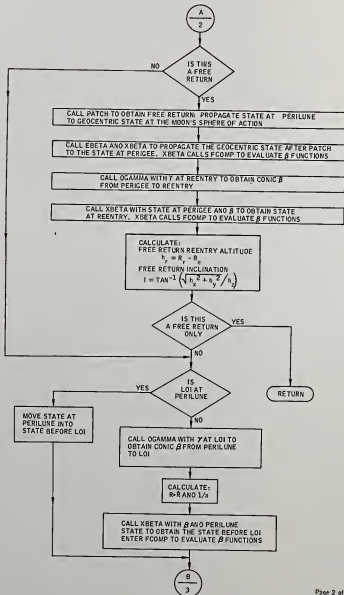 A
2
IS THIS
A FREE
RETURN
NO
YES
CALL PATCH TO OBTAIN FREE RETURN: PROPAGATE STATE AT PERILUNE
TO GEOCENTRIC STATE AT THE MOON'S SPHERE OF ACTION
CALL EBETA AND XBETA TO PROPAGATE THE GEOCENTRIC STATE AFTER PATCH
TO THE STATE AT PERIGEE. XBETA CALLS FCOMP TO EVALUATE β FUNCTIONS
CALL OGAMMA WITH γ AT REENTRY TO OBTAIN CONIC β
FROM PERIGEE TO REENTRY
CALL XBETA WITH STATE AT PERIGEE AND β TO OBTAIN STATE
AT REENTRY. XBETA CALLS FCOMP TO EVALUATE β FUNCTIONS
CALCULATE:
FREE RETURN REENTRY ALTITUDE
h_r = R_r - R_e
FREE RETURN INCLINATION
I = TAN⁻¹ (√h_x² + h_y² / h_z)
IS THIS
A FREE RETURN
ONLY
YES
NO
RETURN
IS
LOI AT
PERILUNE
YES
NO
MOVE STATE AT
PERILUNE INTO
STATE BEFORE LOI
CALL OGAMMA WITH γ AT LOI TO
OBTAIN CONIC β FROM PERILUNE
TO LOI
CALCULATE:
R•Ṙ AND 1/a
CALL XBETA WITH β AND PERILUNE
STATE TO OBTAIN THE STATE BEFORE LOI
ENTER FCOMP TO EVALUATE β FUNCTIONS
B
3
Page 2 of